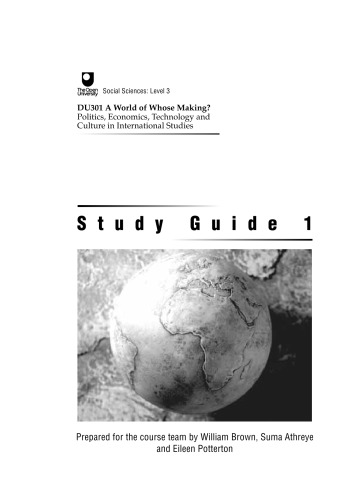 The Open
University
Social Sciences: Level 3
DU301 A World of Whose Making?
Politics, Economics, Technology and
Culture in International Studies
Study Guide 1
Prepared for the course team by William Brown, Suma Athreye
and Eileen Potterton